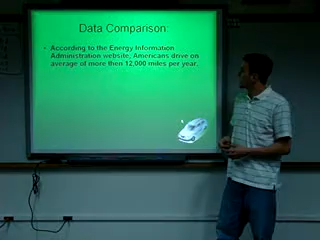 Data Comparison:
• According to the Energy Information
Administration website, Americans drive on
average of more then 12,000 miles per year.